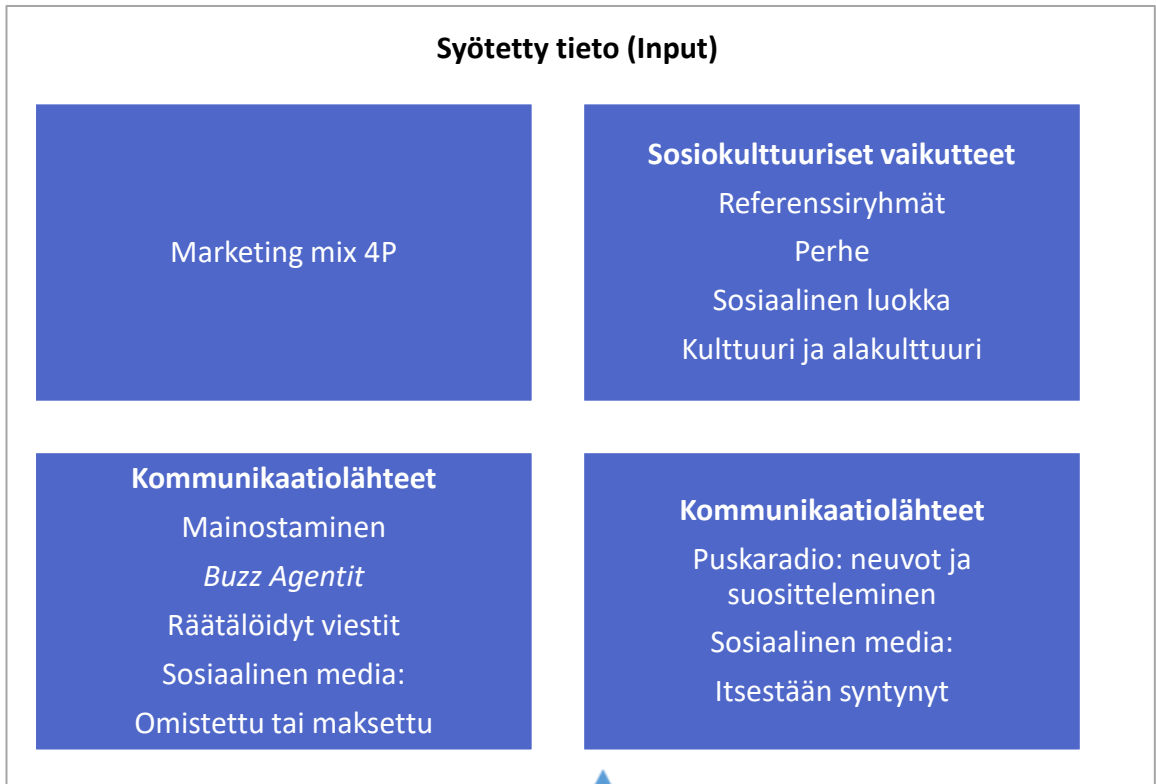 Syötetty tieto (Input)
Marketing mix 4P
Sosiokulttuuriset vaikutteet
Referenssiryhmät
Perhe
Sosiaalinen luokka
Kulttuuri ja alakulttuuri
Kommunikaatiolähteet
Mainostaminen
Buzz Agentit
Räätälöidyt viestit
Sosiaalinen media:
Omistettu tai maksettu
Kommunikaatiolähteet
Puskaradio: neuvot ja
suositteleminen
Sosiaalinen media:
Itsestään syntynyt